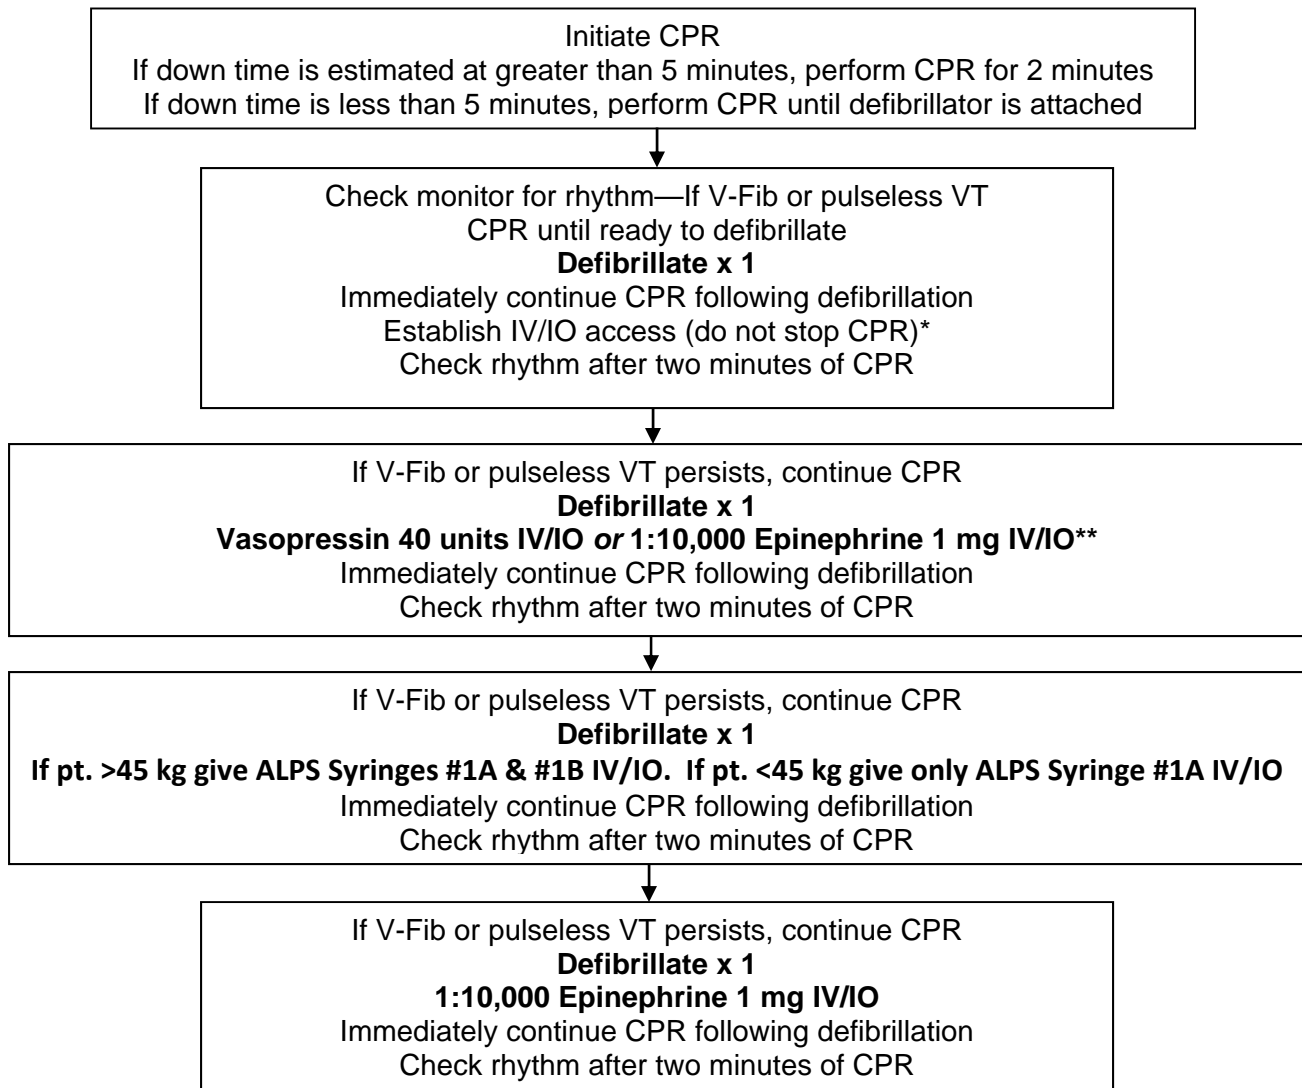 Initiate CPR
If down time is estimated at greater than 5 minutes, perform CPR for 2 minutes
If down time is less than 5 minutes, perform CPR until defibrillator is attached
Check monitor for rhythm—If V-Fib or pulseless VT
CPR until ready to defibrillate
Defibrillate x 1
Immediately continue CPR following defibrillation
Establish IV/IO access (do not stop CPR)*
Check rhythm after two minutes of CPR
If V-Fib or pulseless VT persists, continue CPR
Defibrillate x 1
Vasopressin 40 units IV/IO or 1:10,000 Epinephrine 1 mg IV/IO**
Immediately continue CPR following defibrillation
Check rhythm after two minutes of CPR
If V-Fib or pulseless VT persists, continue CPR
Defibrillate x 1
If pt. >45 kg give ALPS Syringes #1A & #1B IV/IO.  If pt. <45 kg give only ALPS Syringe #1A IV/IO
Immediately continue CPR following defibrillation
Check rhythm after two minutes of CPR
If V-Fib or pulseless VT persists, continue CPR
Defibrillate x 1
1:10,000 Epinephrine 1 mg IV/IO
Immediately continue CPR following defibrillation
Check rhythm after two minutes of CPR